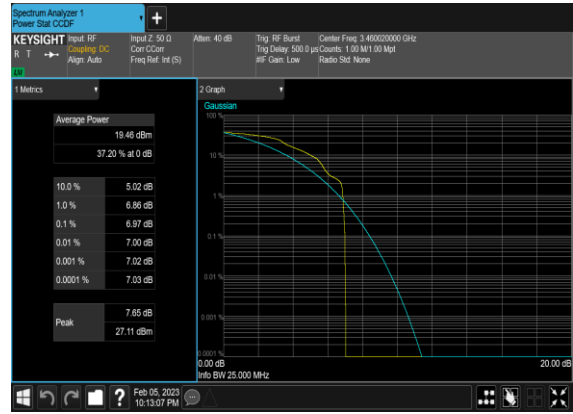 Spectrum Analyzer 1
Power Stat CCDF
KEYSIGHT
R T
LXI
Input: RF
Coupling: DC
Align: Auto
Input Z: 50 Ω
Corr CCorr
Freq Ref: Int (S)
Atten: 40 dB
Trig: RF Burst
Trig Delay: 500.0 µs
#IF Gain: Low
Center Freq: 3.460020000 GHz
Counts: 1.00 M/1.00 Mpt
Radio Std: None
1 Metrics
Average Power
19.46 dBm
37.20 % at 0 dB
10.0 % 5.02 dB
1.0 % 6.86 dB
0.1 % 6.97 dB
0.01 % 7.00 dB
0.001 % 7.02 dB
0.0001 % 7.03 dB
Peak
7.65 dB
27.11 dBm
2 Graph
Gaussian
100 %
10 %
1 %
0.1 %
0.01 %
0.001 %
0.0001 %
0.00 dB
20.00 dB
Info BW 25.000 MHz
?
Feb 05, 2023
10:13:07 PM